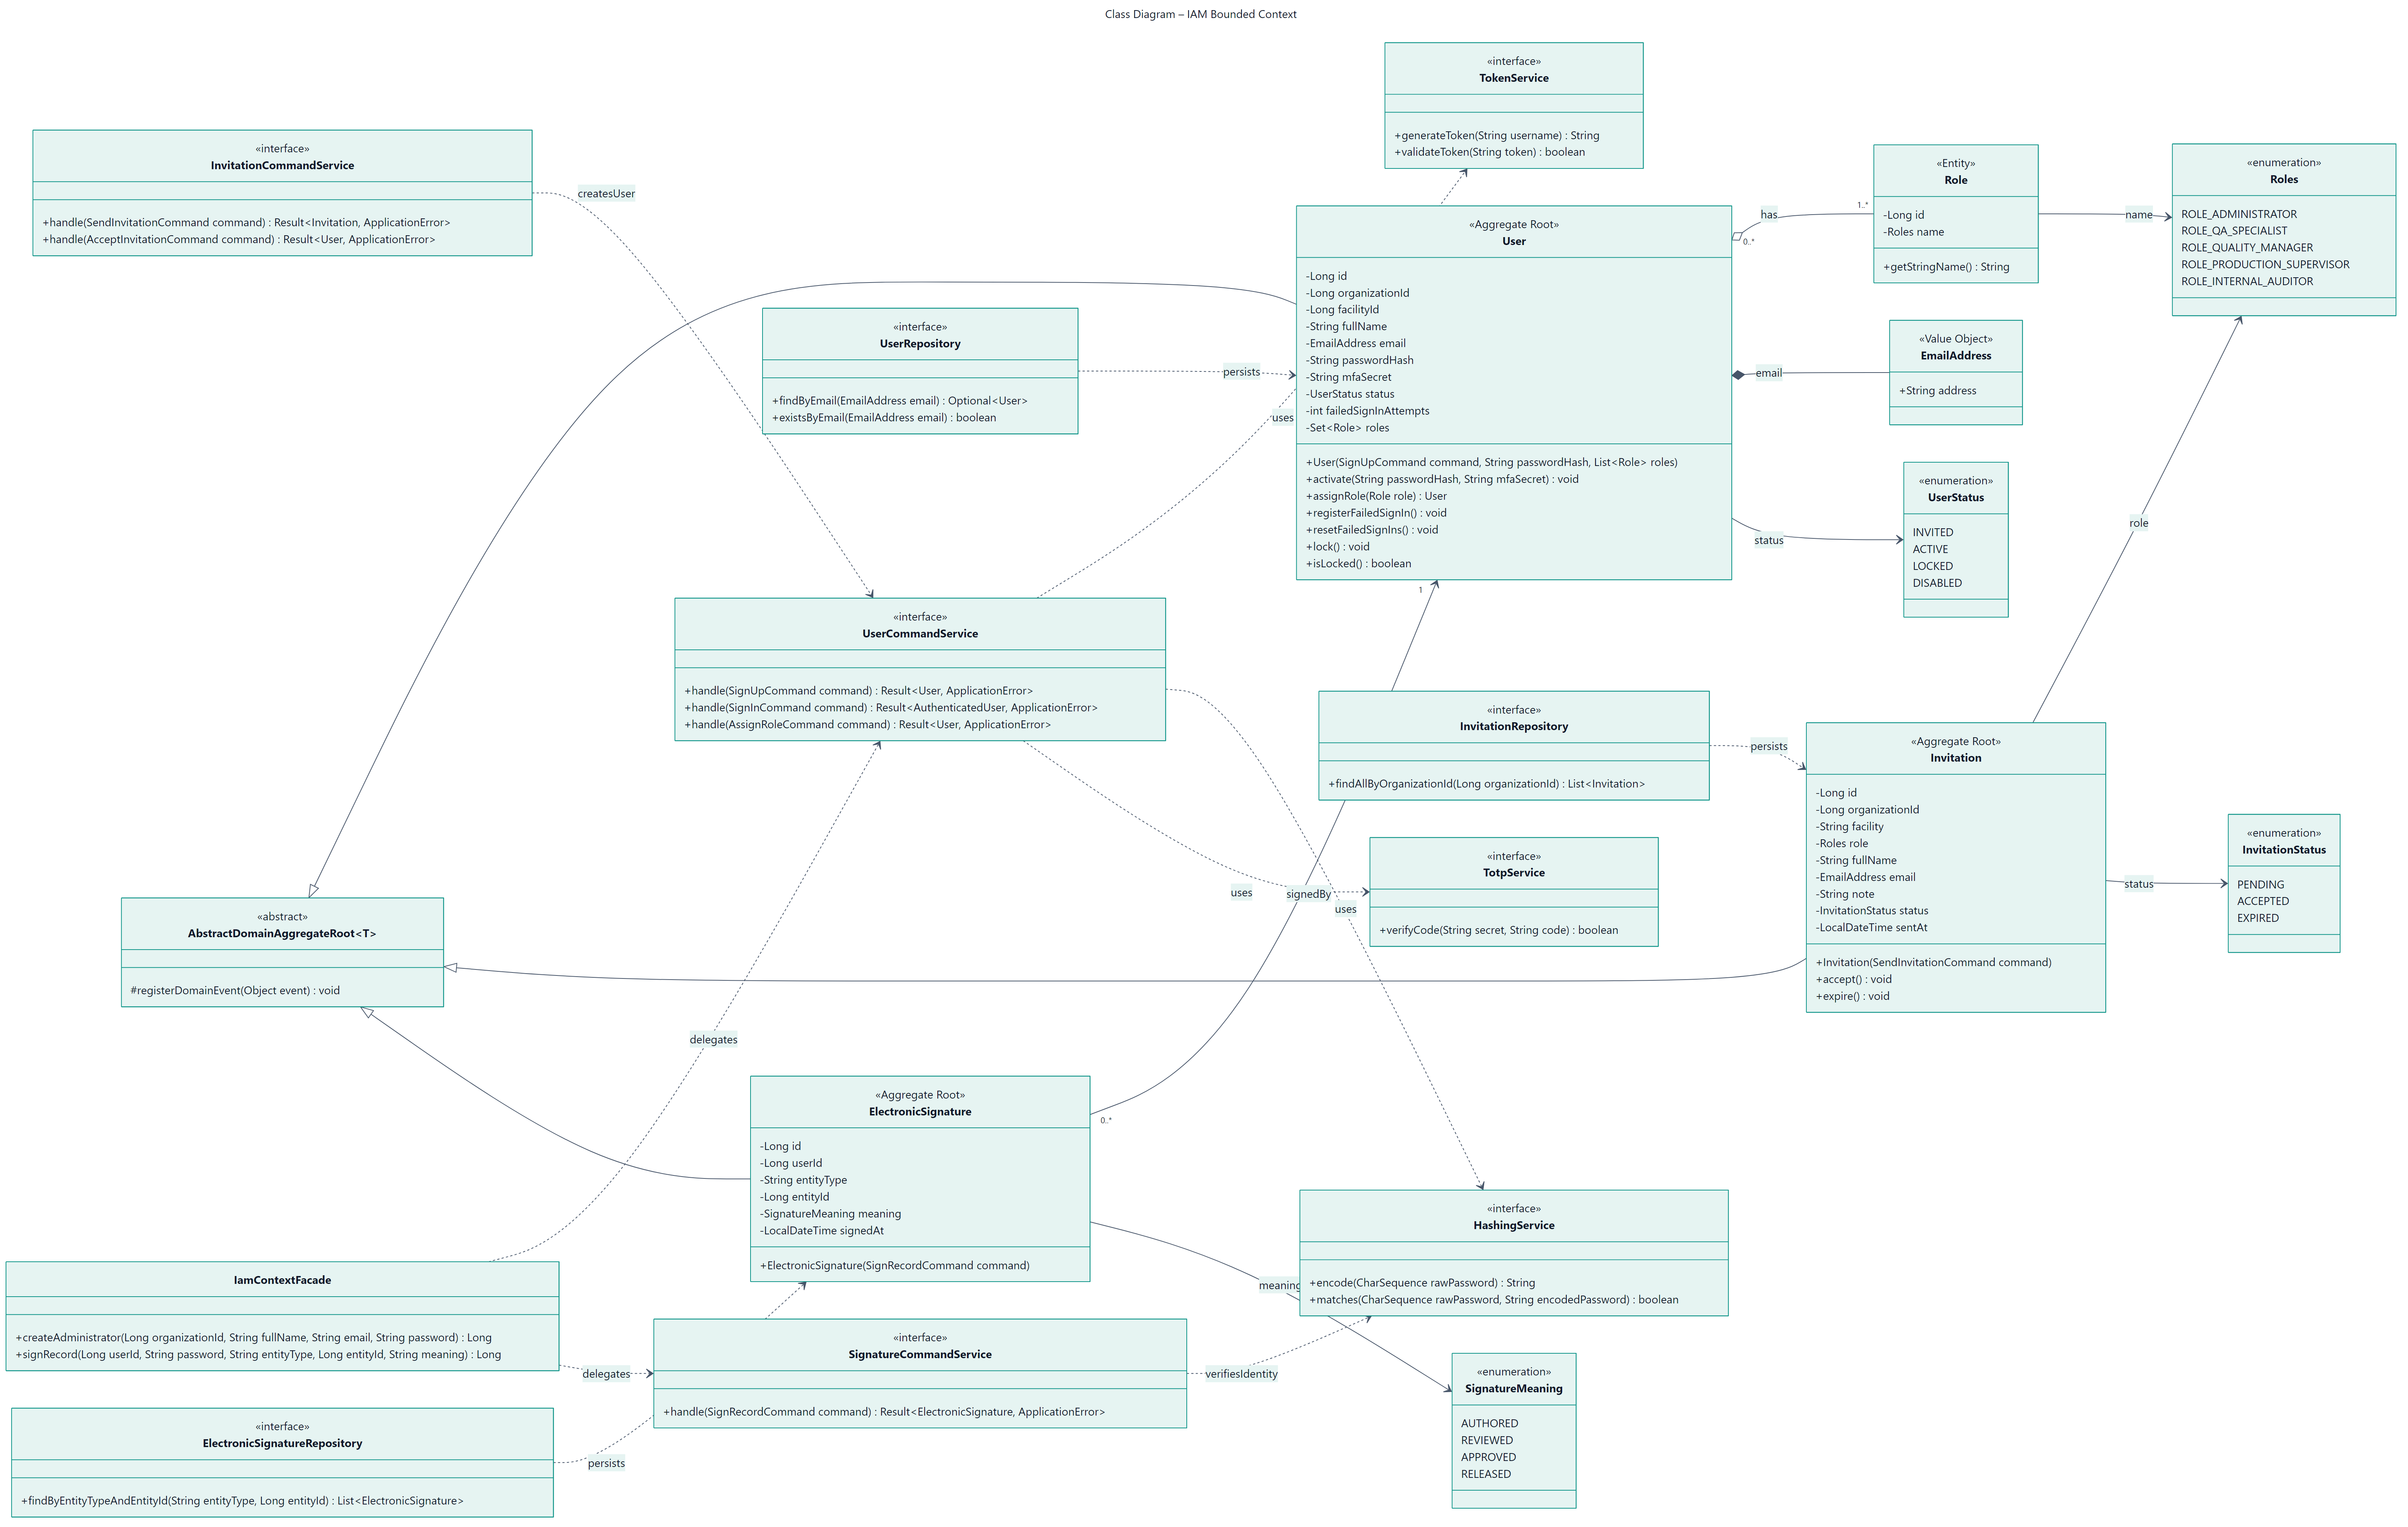 Class Diagram – IAM Bounded Context
«interface»
TokenService
+generateToken(String username) : String
+validateToken(String token) : boolean
«interface»
InvitationCommandService
+handle(SendInvitationCommand command) : Result<Invitation, ApplicationError>
+handle(AcceptInvitationCommand command) : Result<User, ApplicationError>
createsUser
«Aggregate Root»
User
-Long id
-Long organizationId
-Long facilityId
-String fullName
-EmailAddress email
-String passwordHash
-String mfaSecret
-UserStatus status
-int failedSignInAttempts
-Set<Role> roles
+User(SignUpCommand command, String passwordHash, List<Role> roles)
+activate(String passwordHash, String mfaSecret) : void
+assignRole(Role role) : User
+registerFailedSignIn() : void
+resetFailedSignIns() : void
+lock() : void
+isLocked() : boolean
has
0..*
1..*
«Entity»
Role
-Long id
-Roles name
+getStringName() : String
name
«enumeration»
Roles
ROLE_ADMINISTRATOR
ROLE_QA_SPECIALIST
ROLE_QUALITY_MANAGER
ROLE_PRODUCTION_SUPERVISOR
ROLE_INTERNAL_AUDITOR
«interface»
UserRepository
+findByEmail(EmailAddress email) : Optional<User>
+existsByEmail(EmailAddress email) : boolean
persists
uses
email
«Value Object»
EmailAddress
+String address
status
«enumeration»
UserStatus
INVITED
ACTIVE
LOCKED
DISABLED
role
1
«interface»
UserCommandService
+handle(SignUpCommand command) : Result<User, ApplicationError>
+handle(SignInCommand command) : Result<AuthenticatedUser, ApplicationError>
+handle(AssignRoleCommand command) : Result<User, ApplicationError>
«interface»
InvitationRepository
+findAllByOrganizationId(Long organizationId) : List<Invitation>
persists
«Aggregate Root»
Invitation
-Long id
-Long organizationId
-String facility
-Roles role
-String fullName
-EmailAddress email
-String note
-InvitationStatus status
-LocalDateTime sentAt
+Invitation(SendInvitationCommand command)
+accept() : void
+expire() : void
status
«enumeration»
InvitationStatus
PENDING
ACCEPTED
EXPIRED
«interface»
TotpService
+verifyCode(String secret, String code) : boolean
uses
signedBy
uses
«abstract»
AbstractDomainAggregateRoot<T>
#registerDomainEvent(Object event) : void
delegates
«Aggregate Root»
ElectronicSignature
-Long id
-Long userId
-String entityType
-Long entityId
-SignatureMeaning meaning
-LocalDateTime signedAt
+ElectronicSignature(SignRecordCommand command)
0..*
meaning
«interface»
HashingService
+encode(CharSequence rawPassword) : String
+matches(CharSequence rawPassword, String encodedPassword) : boolean
IamContextFacade
+createAdministrator(Long organizationId, String fullName, String email, String password) : Long
+signRecord(Long userId, String password, String entityType, Long entityId, String meaning) : Long
delegates
«interface»
SignatureCommandService
+handle(SignRecordCommand command) : Result<ElectronicSignature, ApplicationError>
verifiesIdentity
«enumeration»
SignatureMeaning
AUTHORED
REVIEWED
APPROVED
RELEASED
«interface»
ElectronicSignatureRepository
+findByEntityTypeAndEntityId(String entityType, Long entityId) : List<ElectronicSignature>
persists